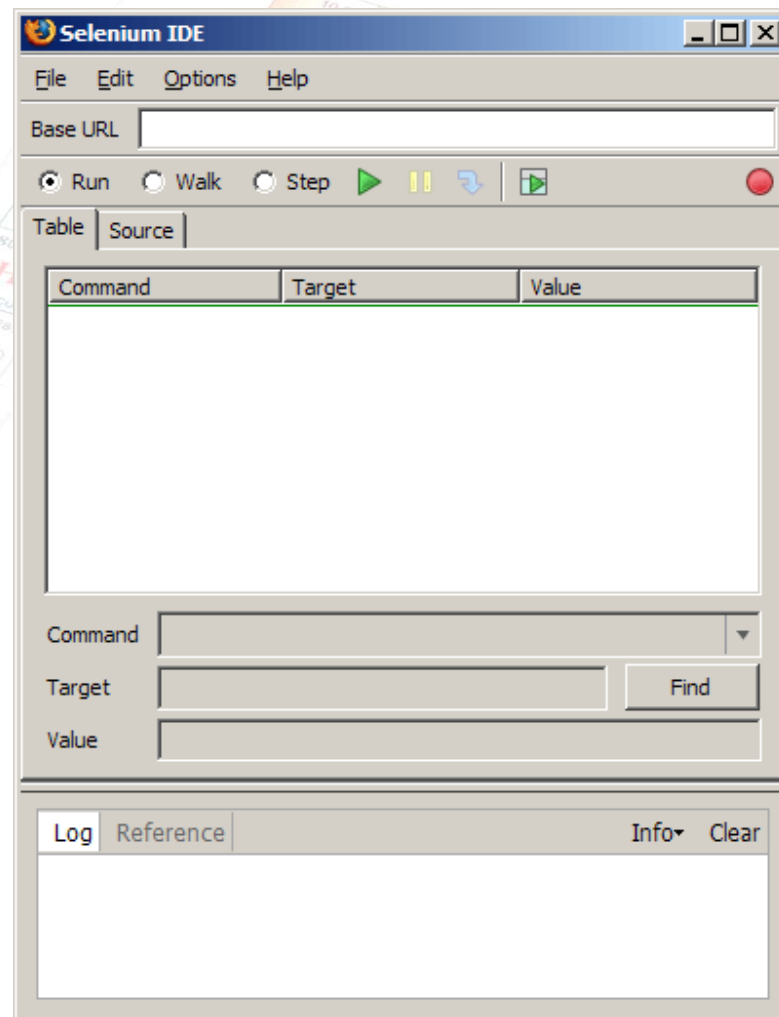 Selenium IDE
File Edit Options Help
Base URL
Run Walk Step
Table Source
Command Target Value
Command
Target Find
Value
Log Reference Info Clear